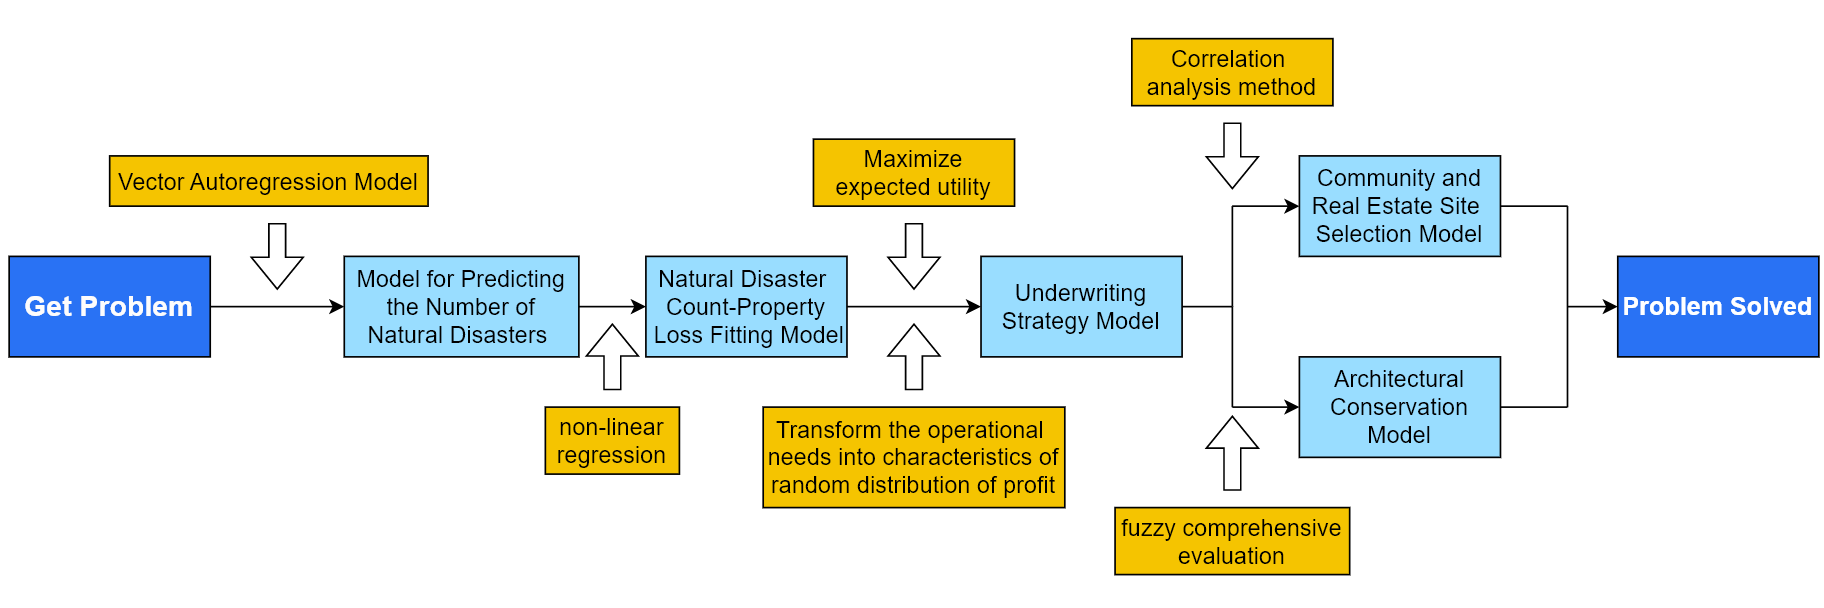 Correlation
analysis method
Vector Autoregression Model
Maximize
expected utility
Community and
Real Estate Site
Selection Model
Get Problem
Model for Predicting
the Number of
Natural Disasters
Natural Disaster
Count-Property
Loss Fitting Model
Underwriting
Strategy Model
Problem Solved
Architectural
Conservation
Model
non-linear
regression
Transform the operational
needs into characteristics of
random distribution of profit
fuzzy comprehensive
evaluation